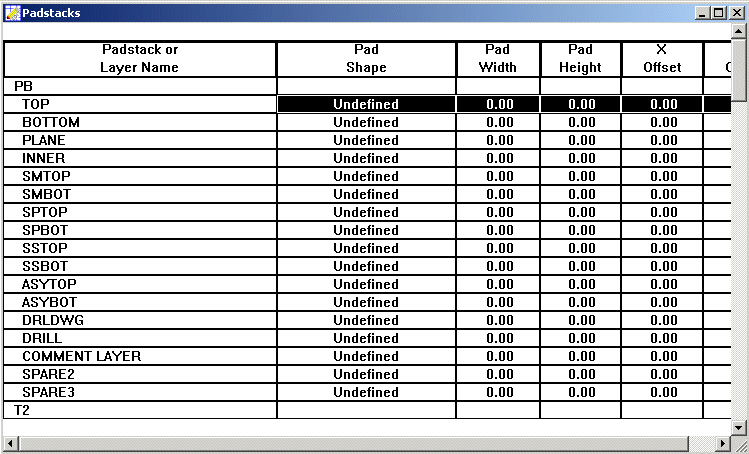 Padstacks
Padstack or Pad Pad Pad X
Layer Name Shape Width Height Offset
PB
TOP Undefined 0.00 0.00 0.00
BOTTOM Undefined 0.00 0.00 0.00
PLANE Undefined 0.00 0.00 0.00
INNER Undefined 0.00 0.00 0.00
SMTOP Undefined 0.00 0.00 0.00
SMBOT Undefined 0.00 0.00 0.00
SPTOP Undefined 0.00 0.00 0.00
SPBOT Undefined 0.00 0.00 0.00
SSTOP Undefined 0.00 0.00 0.00
SSBOT Undefined 0.00 0.00 0.00
ASYTOP Undefined 0.00 0.00 0.00
ASYBOT Undefined 0.00 0.00 0.00
DRLDWG Undefined 0.00 0.00 0.00
DRILL Undefined 0.00 0.00 0.00
COMMENT LAYER Undefined 0.00 0.00 0.00
SPARE2 Undefined 0.00 0.00 0.00
SPARE3 Undefined 0.00 0.00 0.00
T2